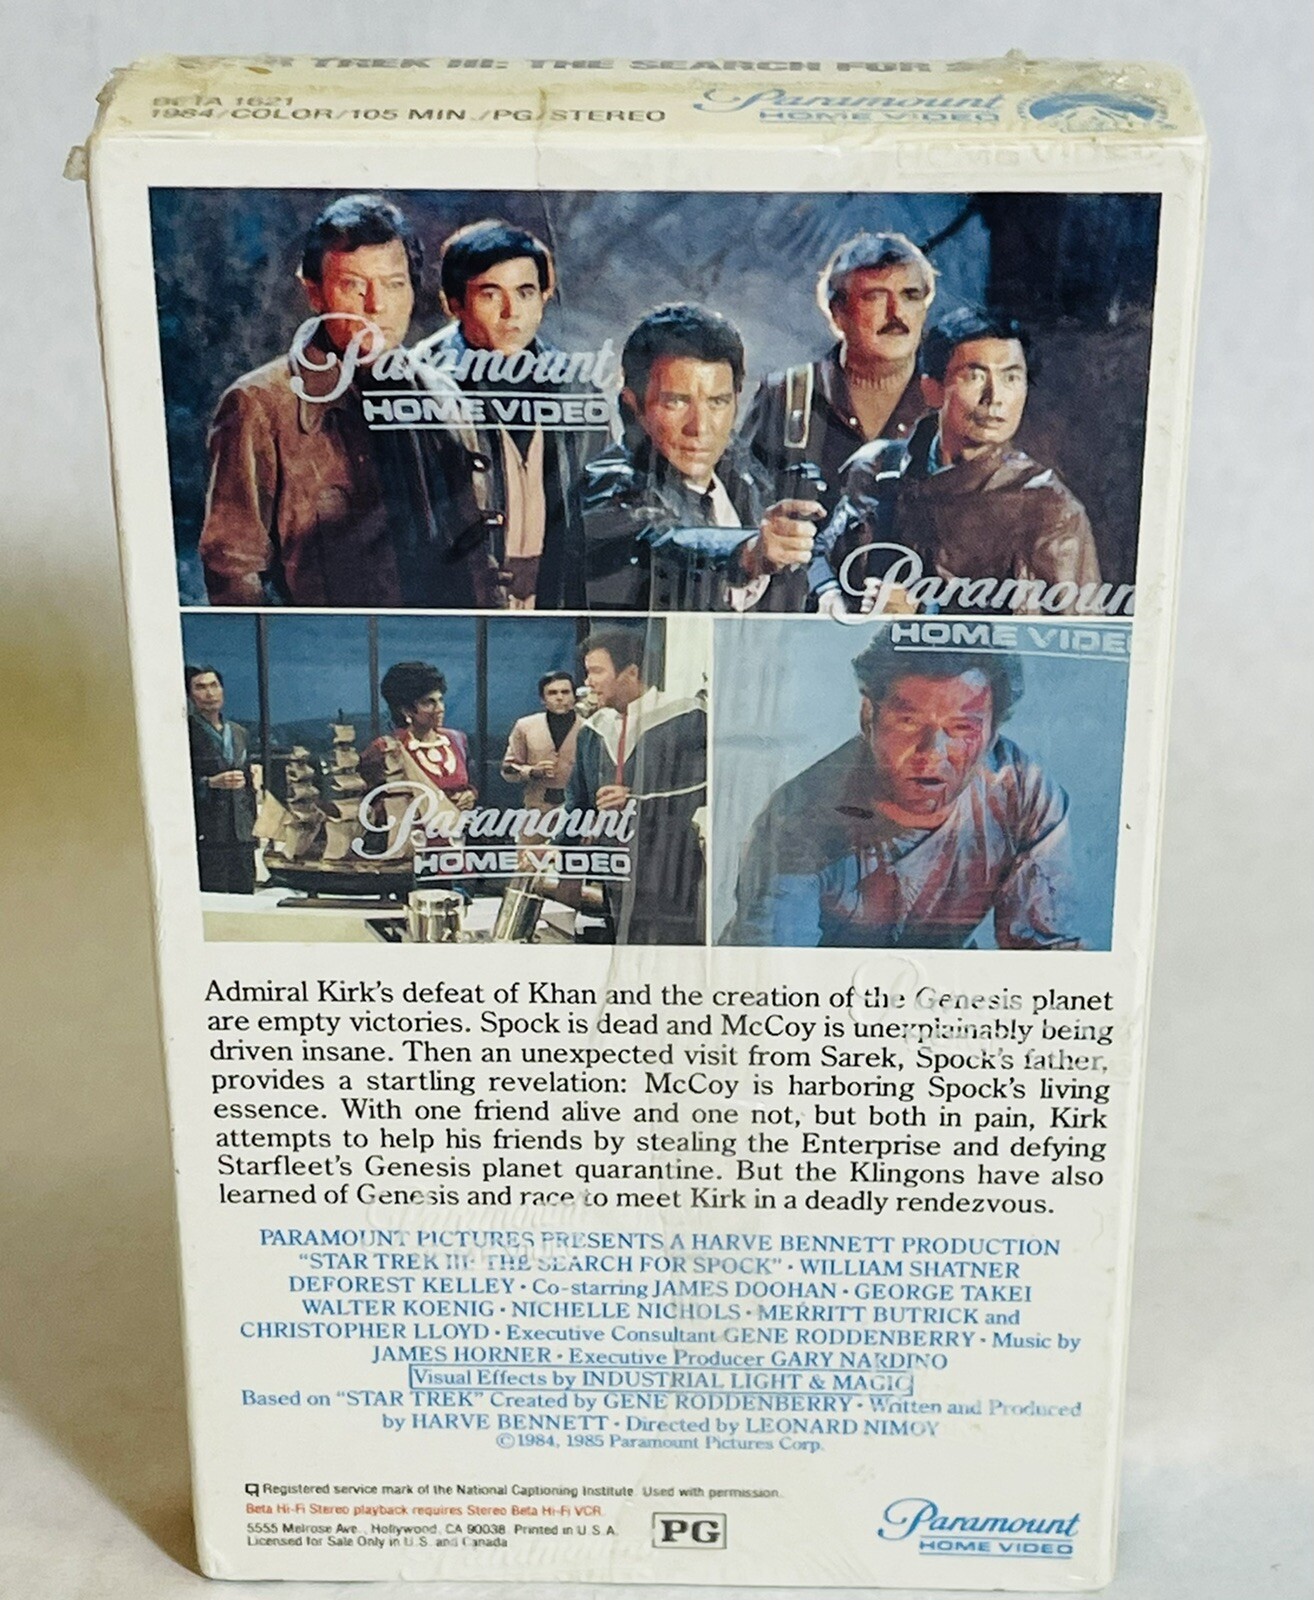 TREK III: THE SEARCH FOR
BETA 1621
1984/COLOR/105 MIN./PG/STEREO
Paramount
HOME VIDEO
HOME VIDEO
Paramount
HOME VIDEO
Paramoun
HOME VIDE
Paramount
HOME VIDEO
Admiral Kirk's defeat of Khan and the creation of the Genesis planet
are empty victories. Spock is dead and McCoy is unexplainably being
driven insane. Then an unexpected visit from Sarek, Spock's father,
provides a startling revelation: McCoy is harboring Spock's living
essence. With one friend alive and one not, but both in pain, Kirk
attempts to help his friends by stealing the Enterprise and defying
Starfleet's Genesis planet quarantine. But the Klingons have also
learned of Genesis and race to meet Kirk in a deadly rendezvous.
PARAMOUNT PICTURES PRESENTS A HARVE BENNETT PRODUCTION
"STAR TREK III: THE SEARCH FOR SPOCK" · WILLIAM SHATNER
DEFOREST KELLEY · Co-starring JAMES DOOHAN · GEORGE TAKEI
WALTER KOENIG · NICHELLE NICHOLS · MERRITT BUTRICK and
CHRISTOPHER LLOYD · Executive Consultant GENE RODDENBERRY · Music by
JAMES HORNER · Executive Producer GARY NARDINO
Visual Effects by INDUSTRIAL LIGHT & MAGIC
Based on "STAR TREK" Created by GENE RODDENBERRY · Written and Produced
by HARVE BENNETT · Directed by LEONARD NIMOY
©1984, 1985 Paramount Pictures Corp.
Registered service mark of the National Captioning Institute. Used with permission.
Beta Hi-Fi Stereo playback requires Stereo Beta Hi-Fi VCR.
5555 Melrose Ave., Hollywood, CA 90038 Printed in U.S.A.
Licensed for Sale Only in U.S. and Canada
PG
Paramount
HOME VIDEO